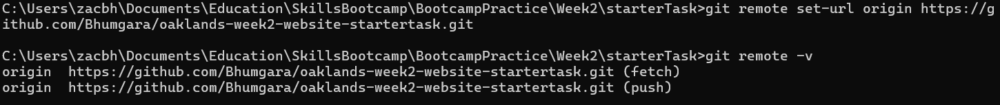 C:\Users\zacbh\Documents\Education\SkillsBootcamp\BootcampPractice\Week2\starterTask>git remote set-url origin https://g
ithub.com/Bhumgara/oaklands-week2-website-startertask.git
C:\Users\zacbh\Documents\Education\SkillsBootcamp\BootcampPractice\Week2\starterTask>git remote -v
origin  https://github.com/Bhumgara/oaklands-week2-website-startertask.git (fetch)
origin  https://github.com/Bhumgara/oaklands-week2-website-startertask.git (push)